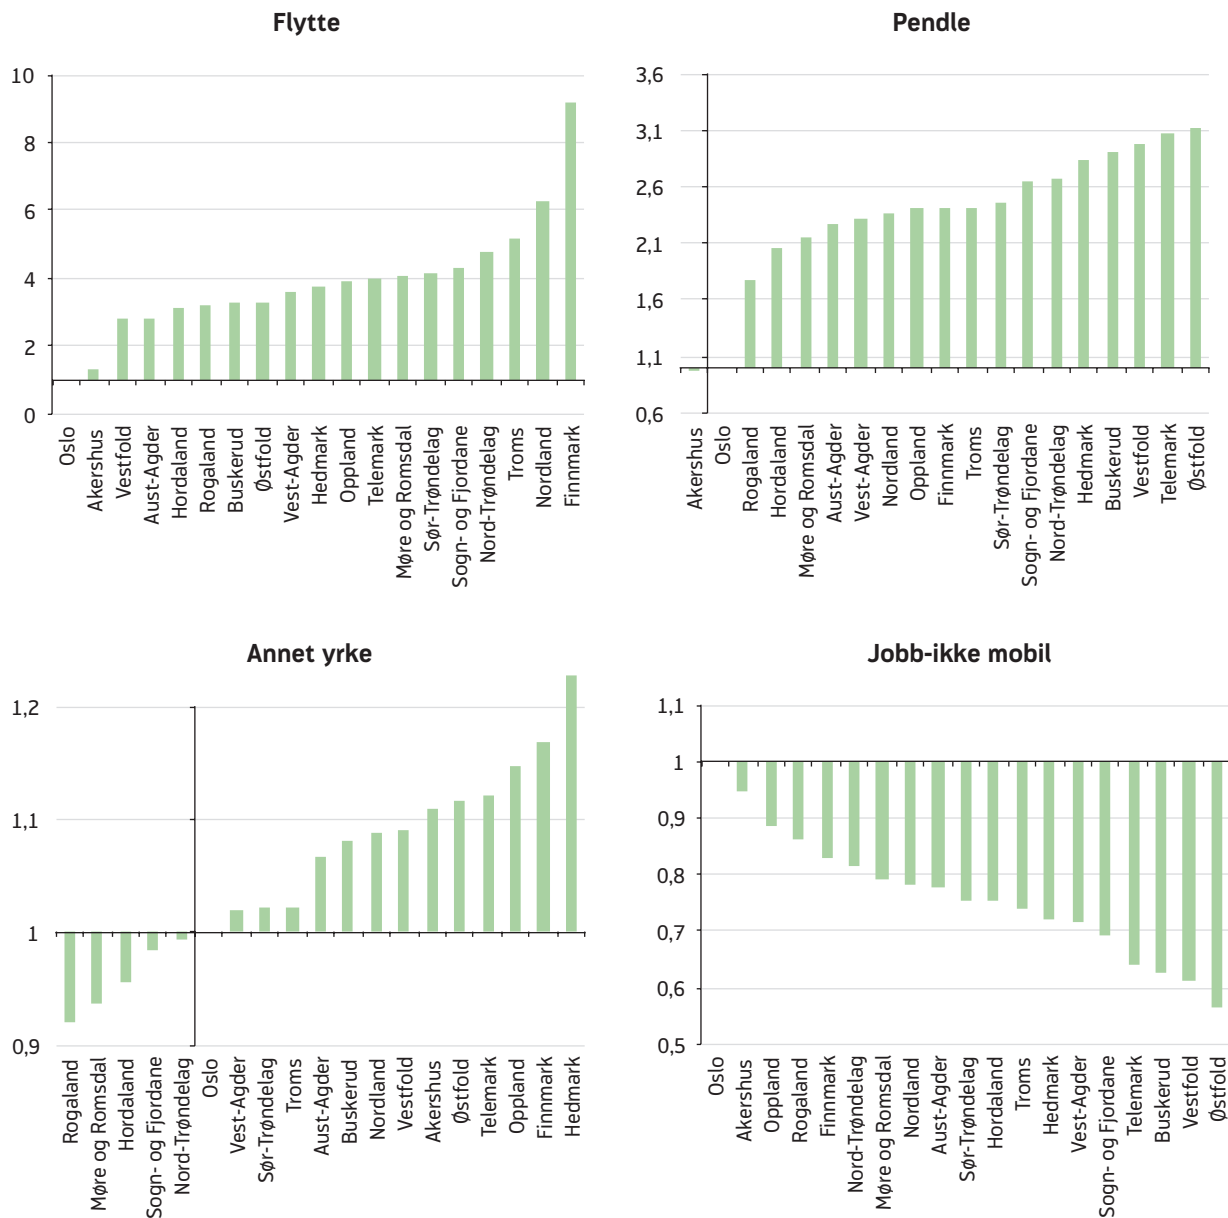 Flytte
10
8
6
4
2
0
Oslo
Akershus
Vestfold
Aust-Agder
Hordaland
Rogaland
Buskerud
Østfold
Vest-Agder
Hedmark
Oppland
Telemark
Møre og Romsdal
Sør-Trøndelag
Sogn- og Fjordane
Nord-Trøndelag
Troms
Nordland
Finnmark
Pendle
3,6
3,1
2,6
2,1
1,6
1,1
0,6
Akershus
Oslo
Rogaland
Hordaland
Møre og Romsdal
Aust-Agder
Vest-Agder
Nordland
Oppland
Finnmark
Troms
Sør-Trøndelag
Sogn- og Fjordane
Nord-Trøndelag
Hedmark
Buskerud
Vestfold
Telemark
Østfold
Annet yrke
1,2
1,1
1
0,9
Rogaland
Møre og Romsdal
Hordaland
Sogn- og Fjordane
Nord-Trøndelag
Oslo
Vest-Agder
Sør-Trøndelag
Troms
Aust-Agder
Buskerud
Nordland
Vestfold
Akershus
Østfold
Telemark
Oppland
Finnmark
Hedmark
Jobb-ikke mobil
1,1
1
0,9
0,8
0,7
0,6
0,5
Oslo
Akershus
Oppland
Rogaland
Finnmark
Nord-Trøndelag
Møre og Romsdal
Nordland
Aust-Agder
Sør-Trøndelag
Hordaland
Troms
Hedmark
Vest-Agder
Sogn- og Fjordane
Telemark
Buskerud
Vestfold
Østfold